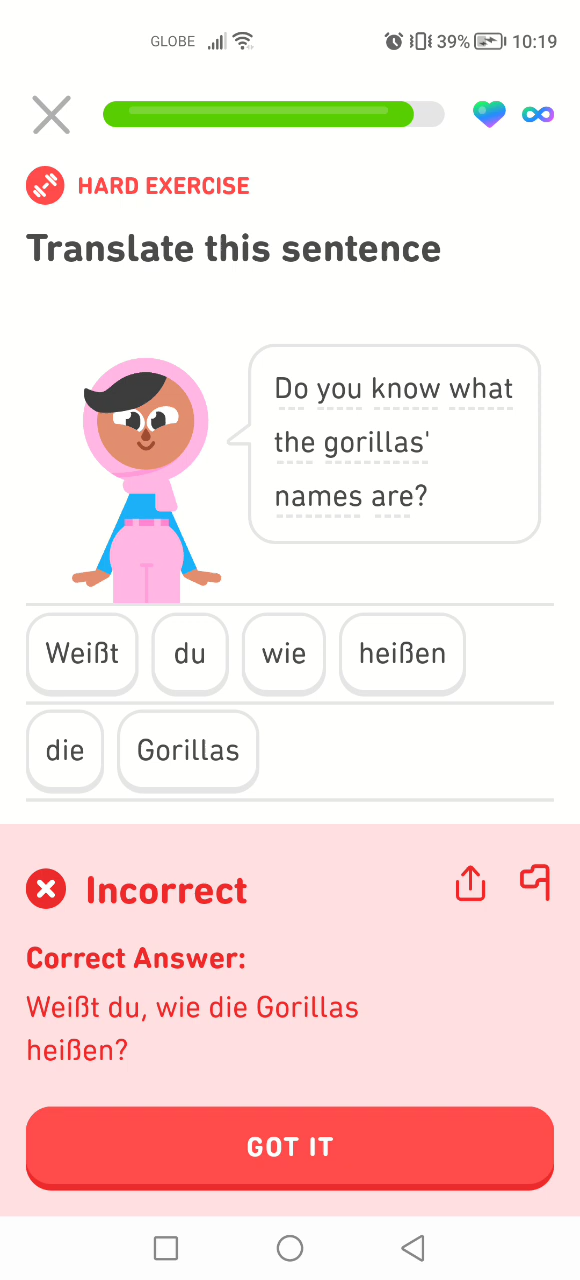 GLOBE 39% 10:19
HARD EXERCISE
Translate this sentence
Do you know what
the gorillas'
names are?
Weißt du wie heißen
die Gorillas
Incorrect
Correct Answer:
Weißt du, wie die Gorillas
heißen?
GOT IT